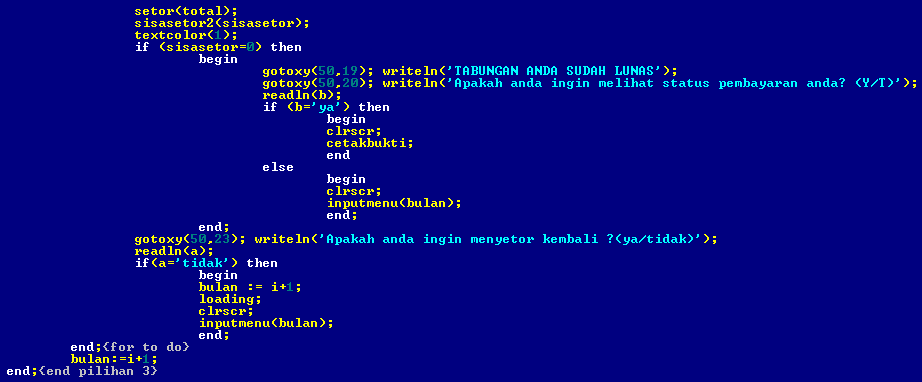 setor(total);
sisasetor2(sisasetor);
textcolor(1);
if (sisasetor=0) then
begin
gotoxy(50,19); writeln('TABUNGAN ANDA SUDAH LUNAS');
gotoxy(50,20); writeln('Apakah anda ingin melihat status pembayaran anda? (Y/T)');
readln(b);
if (b='ya') then
begin
clrscr;
cetakbukti;
end
else
begin
clrscr;
inputmenu(bulan);
end;
end;
gotoxy(50,23); writeln('Apakah anda ingin menyetor kembali ?(ya/tidak)');
readln(a);
if(a='tidak') then
begin
bulan := i+1;
loading;
clrscr;
inputmenu(bulan);
end;
end;{for to do}
bulan:=i+1;
end;{end pilihan 3}